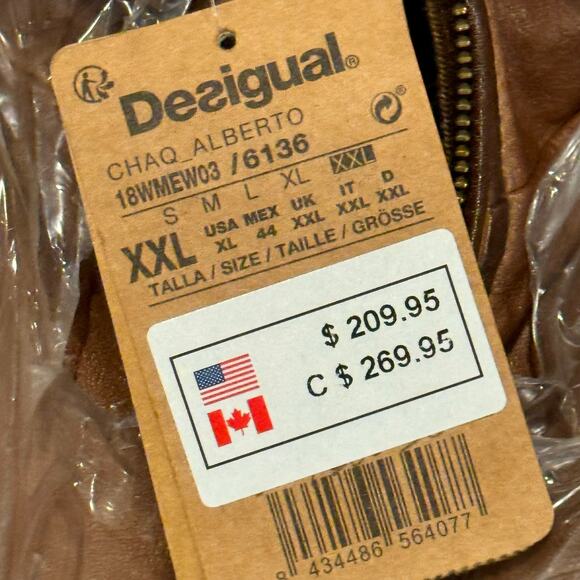 Desigual®
CHAQ_ALBERTO
18WMEW03 /6136
S M L XL XXL
XXL USA MEX UK IT D
XL 44 XXL XXL XXL
TALLA / SIZE / TAILLE / GRÖSSE
$ 209.95
C $ 269.95
8 434486 564077